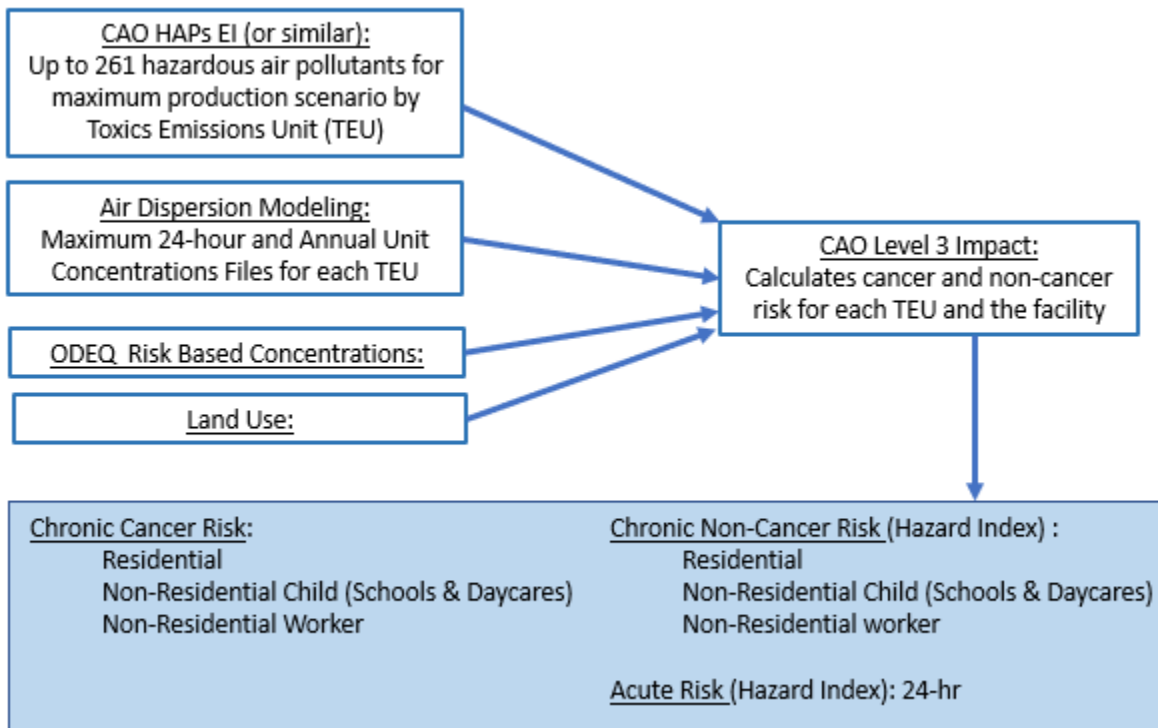 CAO HAPs EI (or similar):
Up to 261 hazardous air pollutants for
maximum production scenario by
Toxics Emissions Unit (TEU)
Air Dispersion Modeling:
Maximum 24-hour and Annual Unit
Concentrations Files for each TEU
ODEQ Risk Based Concentrations:
Land Use:
CAO Level 3 Impact:
Calculates cancer and non-cancer
risk for each TEU and the facility
Chronic Cancer Risk:
Residential
Non-Residential Child (Schools & Daycares)
Non-Residential Worker
Chronic Non-Cancer Risk (Hazard Index) :
Residential
Non-Residential Child (Schools & Daycares)
Non-Residential worker
Acute Risk (Hazard Index): 24-hr